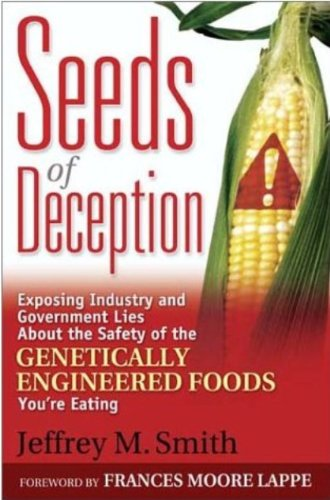 Seeds
of
Deception
Exposing Industry and
Government Lies
About the Safety of the
GENETICALLY
ENGINEERED FOODS
You're Eating
Jeffrey M. Smith
FOREWORD BY FRANCES MOORE LAPPE
!